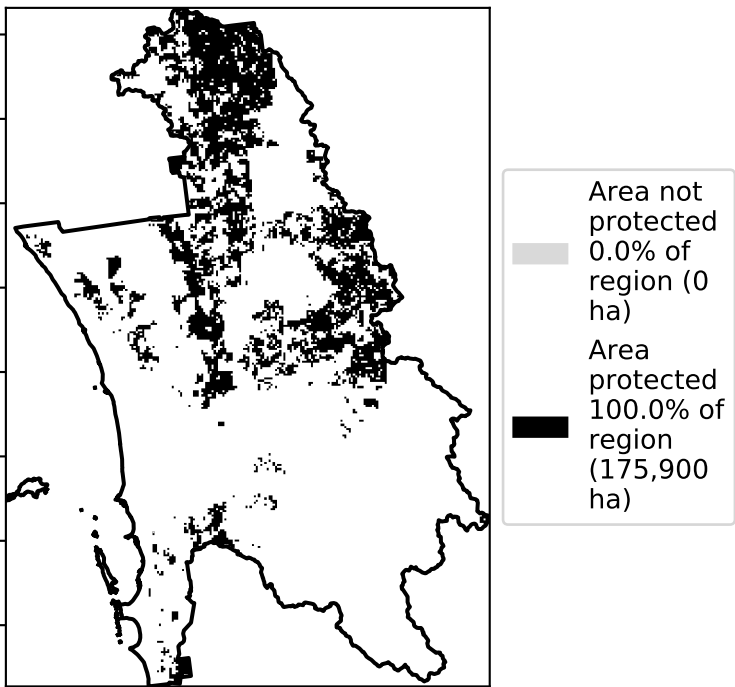 Area not
protected
0.0% of
region (0
ha)
Area
protected
100.0% of
region
(175,900
ha)